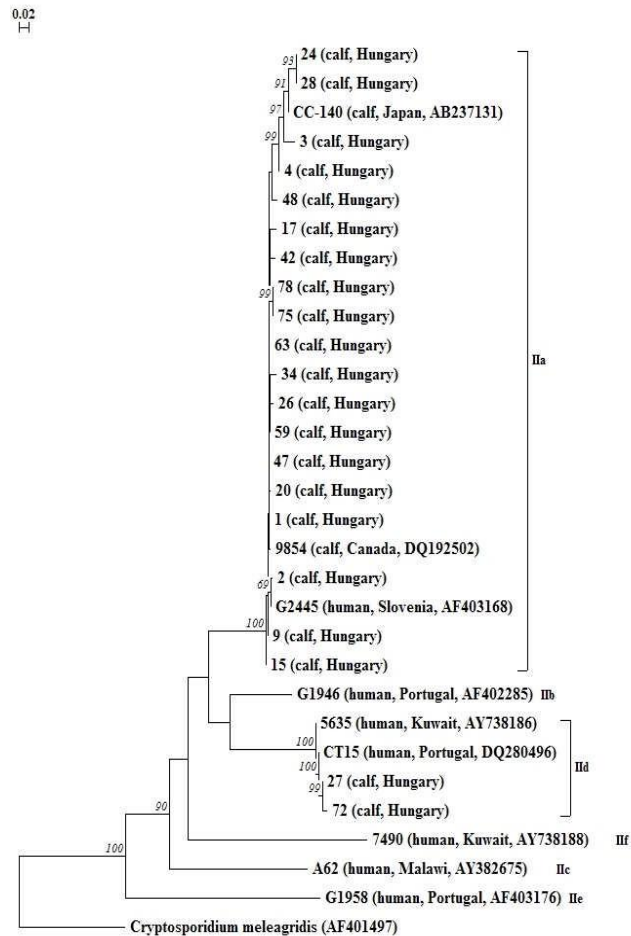 0.02
93
24 (calf, Hungary)
91
28 (calf, Hungary)
97
CC-140 (calf, Japan, AB237131)
99
3 (calf, Hungary)
4 (calf, Hungary)
48 (calf, Hungary)
17 (calf, Hungary)
42 (calf, Hungary)
99
78 (calf, Hungary)
75 (calf, Hungary)
63 (calf, Hungary)
IIa
34 (calf, Hungary)
26 (calf, Hungary)
59 (calf, Hungary)
47 (calf, Hungary)
20 (calf, Hungary)
1 (calf, Hungary)
9854 (calf, Canada, DQ192502)
69
2 (calf, Hungary)
G2445 (human, Slovenia, AF403168)
100
9 (calf, Hungary)
15 (calf, Hungary)
G1946 (human, Portugal, AF402285) IIb
5635 (human, Kuwait, AY738186)
100
CT15 (human, Portugal, DQ280496)
100
IId
27 (calf, Hungary)
99
72 (calf, Hungary)
90
7490 (human, Kuwait, AY738188) IIf
100
A62 (human, Malawi, AY382675) IIc
G1958 (human, Portugal, AF403176) IIe
Cryptosporidium meleagridis (AF401497)